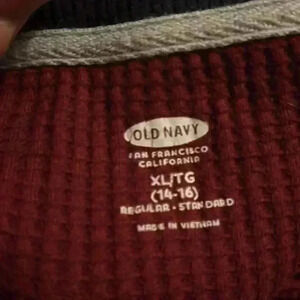 OLD NAVY
SAN FRANCISCO
CALIFORNIA
XL/TG
(14-16)
REGULAR • STANDARD
MADE IN VIETNAM